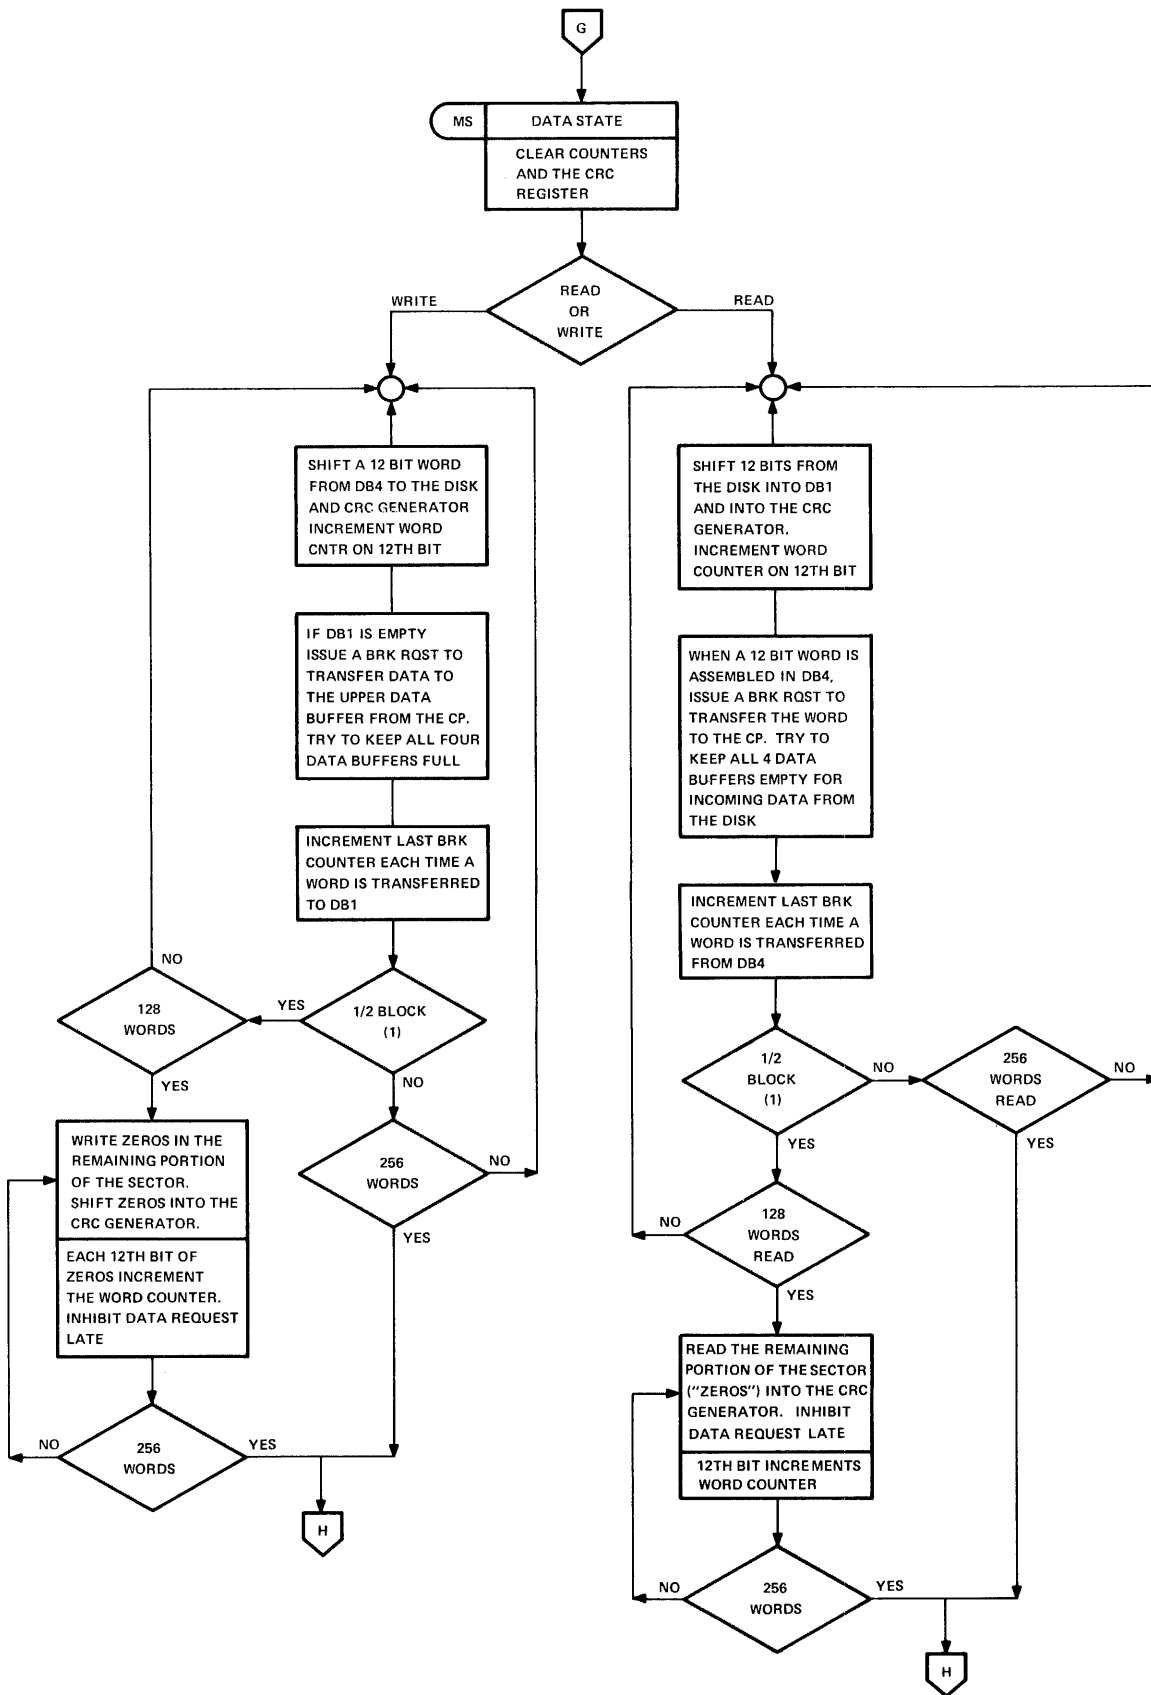 G
MS
DATA STATE
CLEAR COUNTERS
AND THE CRC
REGISTER
READ
OR
WRITE
WRITE
READ
SHIFT A 12 BIT WORD
FROM DB4 TO THE DISK
AND CRC GENERATOR
INCREMENT WORD
CNTR ON 12TH BIT
IF DB1 IS EMPTY
ISSUE A BRK RQST TO
TRANSFER DATA TO
THE UPPER DATA
BUFFER FROM THE CP.
TRY TO KEEP ALL FOUR
DATA BUFFERS FULL
INCREMENT LAST BRK
COUNTER EACH TIME A
WORD IS TRANSFERRED
TO DB1
1/2 BLOCK
(1)
YES
NO
128
WORDS
NO
YES
256
WORDS
NO
YES
WRITE ZEROS IN THE
REMAINING PORTION
OF THE SECTOR.
SHIFT ZEROS INTO THE
CRC GENERATOR.
EACH 12TH BIT OF
ZEROS INCREMENT
THE WORD COUNTER.
INHIBIT DATA REQUEST
LATE
256
WORDS
NO
YES
H
SHIFT 12 BITS FROM
THE DISK INTO DB1
AND INTO THE CRC
GENERATOR.
INCREMENT WORD
COUNTER ON 12TH BIT
WHEN A 12 BIT WORD IS
ASSEMBLED IN DB4,
ISSUE A BRK RQST TO
TRANSFER THE WORD
TO THE CP. TRY TO
KEEP ALL 4 DATA
BUFFERS EMPTY FOR
INCOMING DATA FROM
THE DISK
INCREMENT LAST BRK
COUNTER EACH TIME A
WORD IS TRANSFERRED
FROM DB4
1/2
BLOCK
(1)
NO
YES
256
WORDS
READ
NO
YES
128
WORDS
READ
NO
YES
READ THE REMAINING
PORTION OF THE SECTOR
("ZEROS") INTO THE CRC
GENERATOR. INHIBIT
DATA REQUEST LATE
12TH BIT INCREMENTS
WORD COUNTER
256
WORDS
NO
YES
H